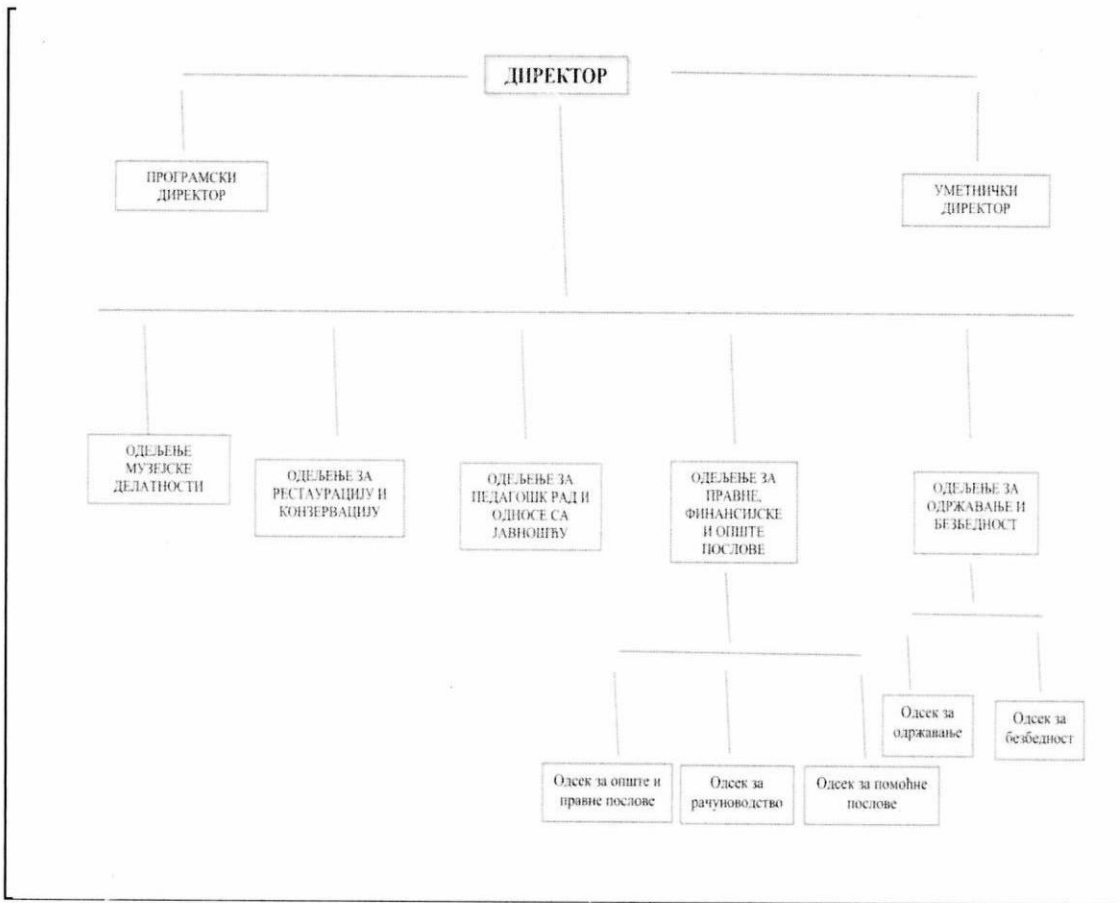 ДИРЕКТОР
ПРОГРАМСКИ
ДИРЕКТОР
УМЕТНИЧКИ
ДИРЕКТОР
ОДЕЉЕЊЕ
МУЗЕЈСКЕ
ДЕЛАТНОСТИ
ОДЕЉЕЊЕ ЗА
РЕСТАУРАЦИЈУ И
КОНЗЕРВАЦИЈУ
ОДЕЉЕЊЕ ЗА
ПЕДАГОШК РАД И
ОДНОСЕ СА
ЈАВНОШЋУ
ОДЕЉЕЊЕ ЗА
ПРАВНЕ,
ФИНАНСИЈСКЕ
И ОПШТЕ
ПОСЛОВЕ
ОДЕЉЕЊЕ ЗА
ОДРЖАВАЊЕ И
БЕЗБЕДНОСТ
Одсек за
одржавање
Одсек за
безбедност
Одсек за опште и
правне послове
Одсек за
рачуноводство
Одсек за помоћне
послове